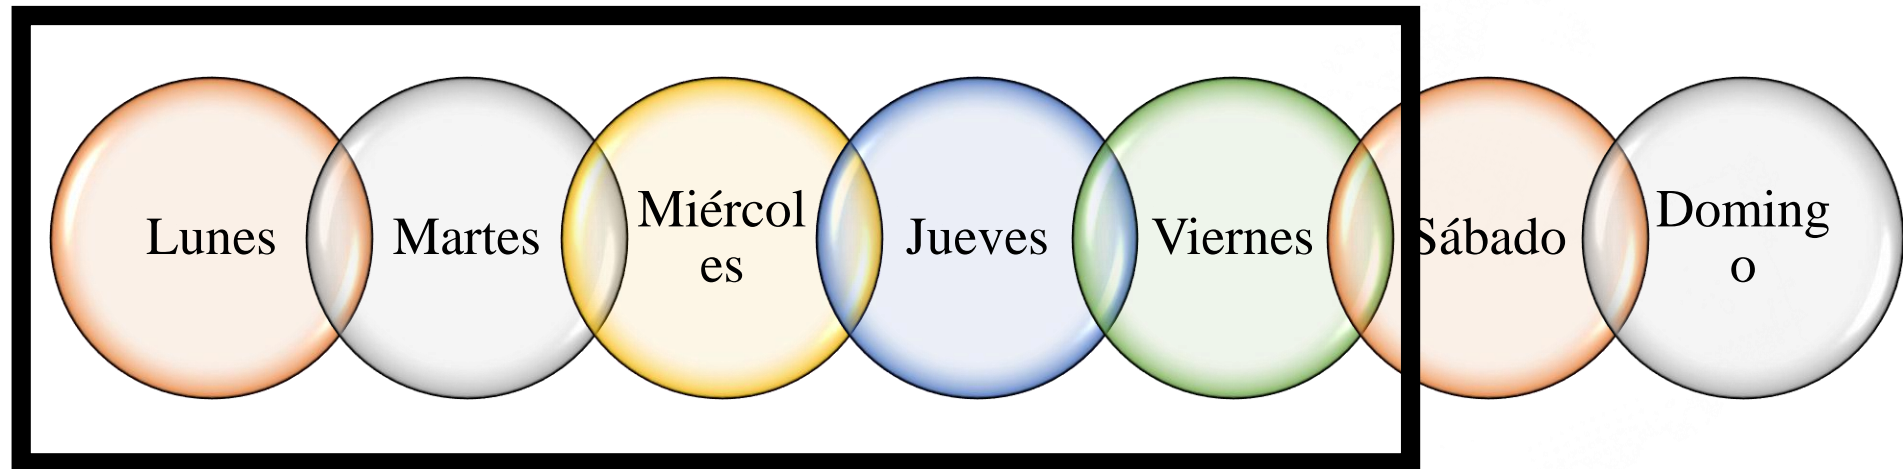 Lunes
Martes
Miércol
es
Jueves
Viernes
Sábado
Doming
o